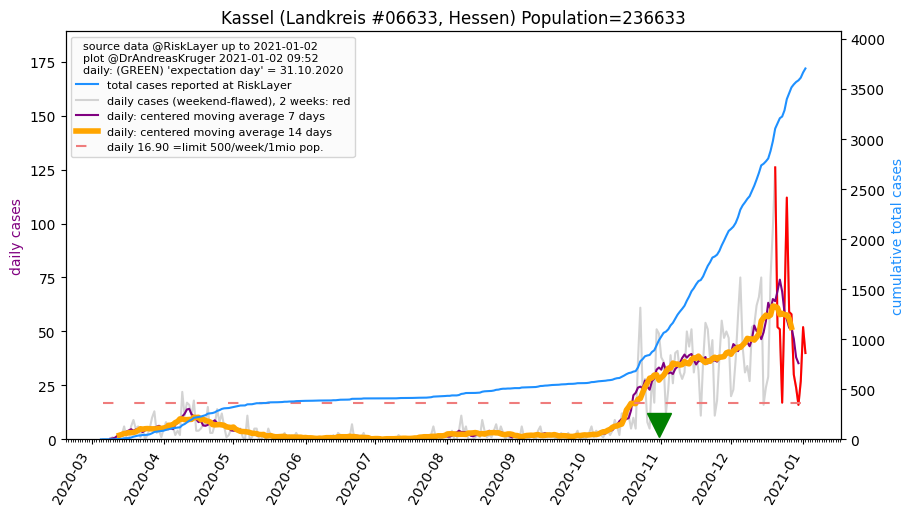 Kassel (Landkreis #06633, Hessen) Population=236633
source data @RiskLayer up to 2021-01-02
plot @DrAndreasKruger 2021-01-02 09:52
daily: (GREEN) 'expectation day' = 31.10.2020
total cases reported at RiskLayer
daily cases (weekend-flawed), 2 weeks: red
daily: centered moving average 7 days
daily: centered moving average 14 days
daily 16.90 =limit 500/week/1mio pop.
daily cases
175
150
125
100
75
50
25
0
cumulative total cases
4000
3500
3000
2500
2000
1500
1000
500
0
2020-03
2020-04
2020-05
2020-06
2020-07
2020-08
2020-09
2020-10
2020-11
2020-12
2021-01